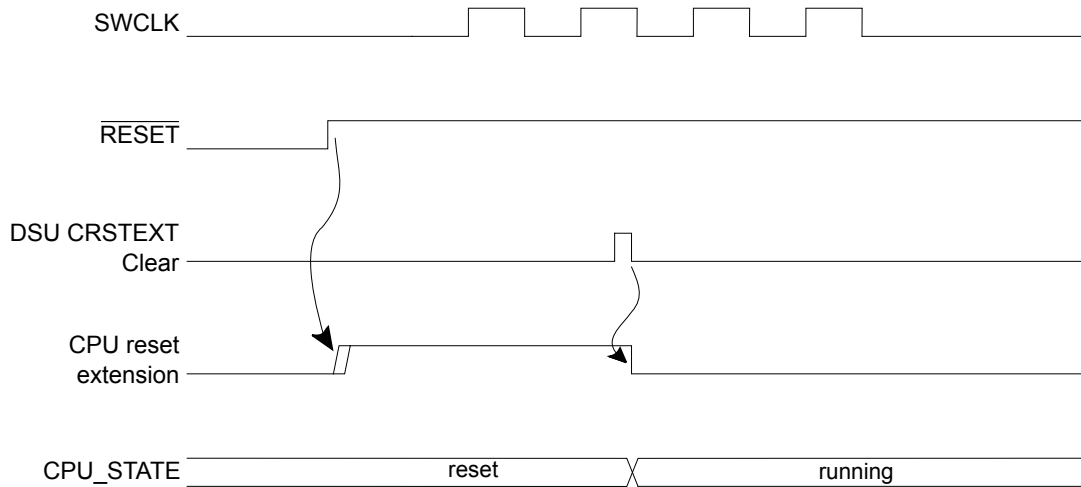 SWCLK
RESET
DSU CRSTEXT
Clear
CPU reset
extension
CPU_STATE reset running